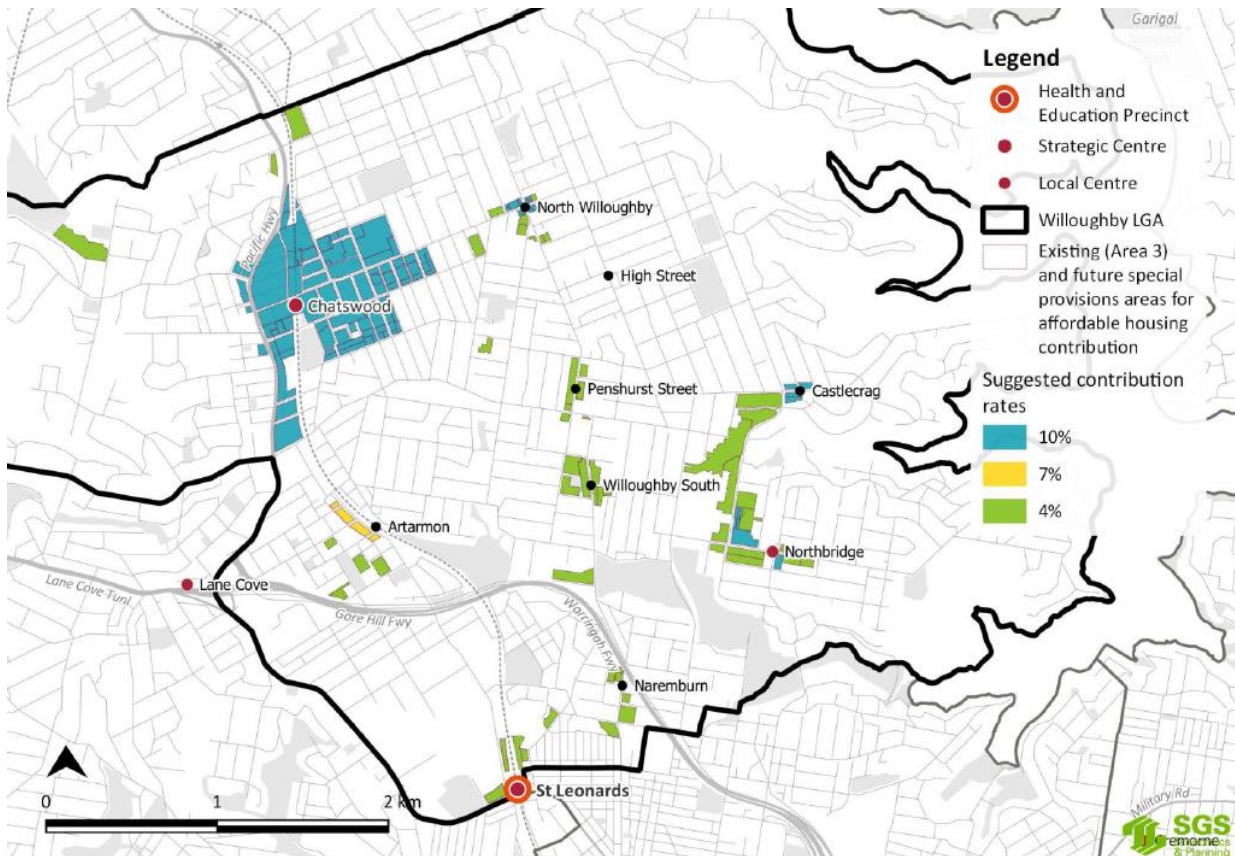 Garigal
Legend
Health and
Education Precinct
Strategic Centre
Local Centre
Willoughby LGA
Existing (Area 3)
and future special
provisions areas for
affordable housing
contribution
Suggested contribution
rates
10%
7%
4%
North Willoughby
Pacific Hwy
High Street
Chatswood
Penshurst Street
Castlecrag
Willoughby South
Artarmon
Northbridge
Lane Cove
Lane Cove Tunl
Gore Hill Fwy
Warringah Fwy
Naremburn
St Leonards
0 1 2 km
Military Rd
SGS
& Planning